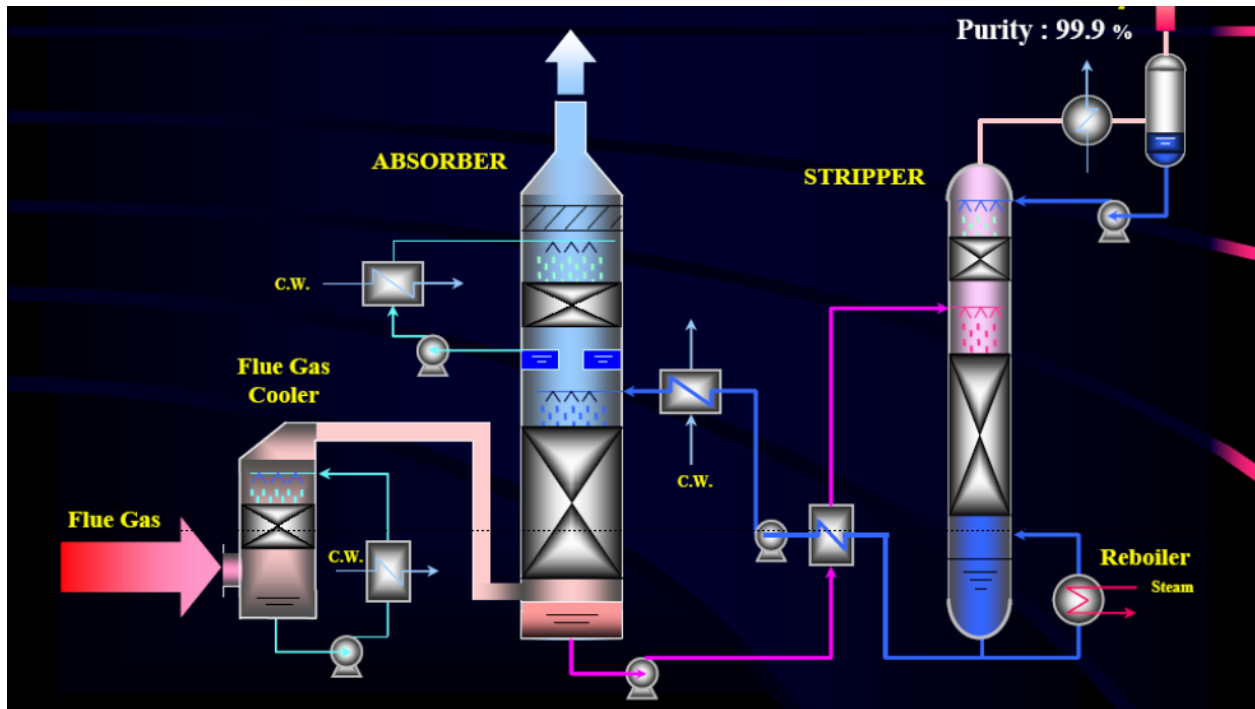 Purity : 99.9 %
ABSORBER
STRIPPER
C.W.
Flue Gas
Cooler
C.W.
Flue Gas
C.W.
Reboiler
Steam